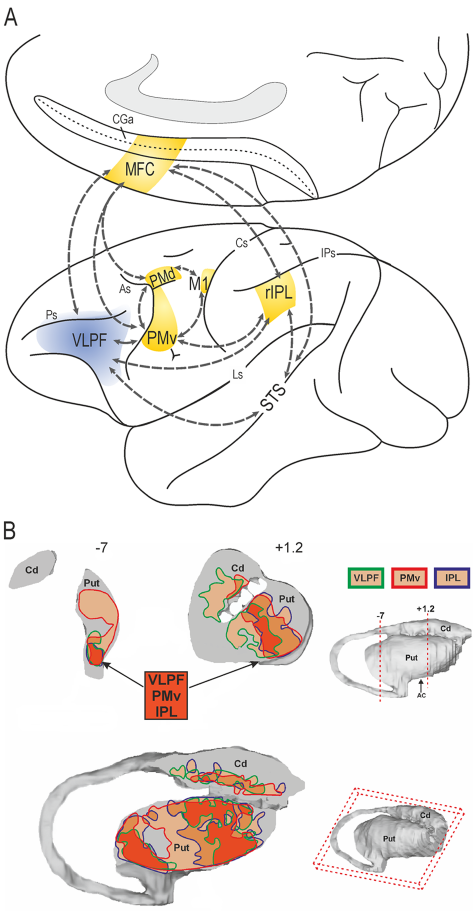 A
CGa
MFC
Cs
IPs
PMd
M1
As
rIPL
Ps
VLPF
PMv
Ls
STS
B
-7
+1.2
Cd
Put
Cd
Put
VLPF
PMv
IPL
VLPF
PMv
IPL
-7
+1.2
Cd
Put
AC
Cd
Put
Cd
Put